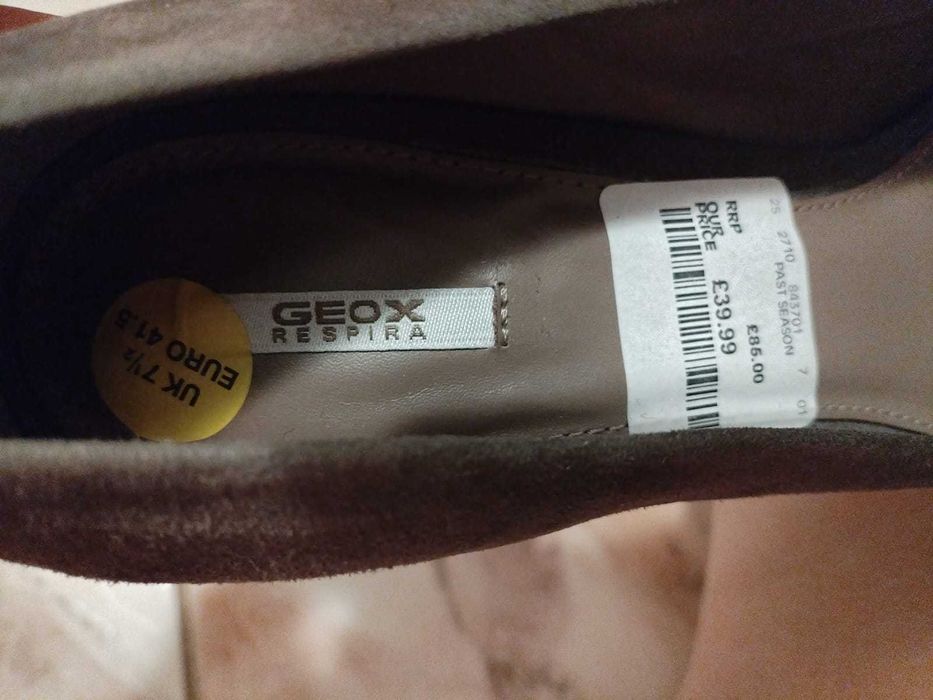 GEOX
RESPIRA
UK 7½
EURO 41.5
25 2710 843701 7 01
PAST SEASON
RRP £85.00
OUR
PRICE £39.99